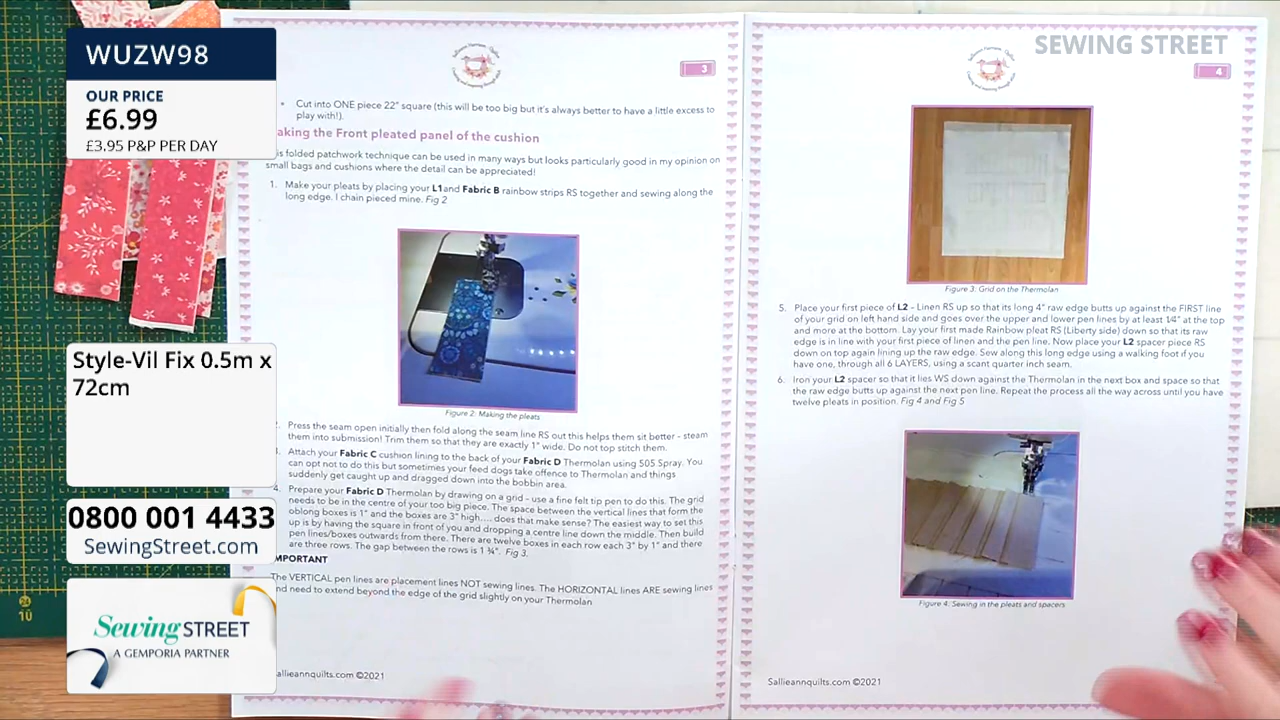 WUZW98
OUR PRICE
£6.99
£3.95 P&P PER DAY
Style-Vil Fix 0.5m x
72cm
0800 001 4433
SewingStreet.com
Sewing STREET
A GEMPORIA PARTNER
SEWING STREET
3
Cut into ONE piece 22" square (this will be too big but it's always better to have a little excess to
play with!).
aking the Front pleated panel of the cushion
is folded patchwork technique can be used in many ways but looks particularly good in my opinion on
small bags and cushions where the detail can be appreciated!
1. Make your pleats by placing your L1and Fabric B rainbow strips RS together and sewing along the
long edge. I chain pieced mine. Fig 2
Figure 2: Making the pleats
Press the seam open initially then fold along the seam line RS out this helps them sit better - steam
them into submission! Trim them so that they are exactly 1" wide. Do not top stitch them.
Attach your Fabric C cushion lining to the back of your Fabric D Thermolan using 505 Spray. You
can opt not to do this but sometimes your feed dogs take offence to Thermolan and things
suddenly get caught up and dragged down into the bobbin area.
4. Prepare your Fabric D Thermolan by drawing on a grid - use a fine felt tip pen to do this. The grid
needs to be in the centre of your too big piece. The space between the vertical lines that form the
oblong boxes is 1" and the boxes are 3" high.... does that make sense? The easiest way to set this
up is by having the square in front of you and dropping a centre line down the middle. Then build
pen lines/boxes outwards from there. There are twelve boxes in each row each 3" by 1" and there
are three rows. The gap between the rows is 1 ¾". Fig 3.
MPORTANT
The VERTICAL pen lines are placement lines NOT sewing lines. The HORIZONTAL lines ARE sewing lines
nd need to extend beyond the edge of the grid slightly on your Thermolan
allieannquilts.com ©2021
4
Figure 3: Grid on the Thermolan
5. Place your first piece of L2 - Linen RS up so that its long 4" raw edge butts up against the FIRST line
of your grid on left hand side and goes over the upper and lower pen lines by at least ¼" at the top
and more at the bottom. Lay your first made Rainbow pleat RS (Liberty side) down so that its raw
edge is in line with your first piece of linen and the pen line. Now place your L2 spacer piece RS
down on top again lining up the raw edge. Sew along this long edge using a walking foot if you
have one, through all 6 LAYERS, using a scant quarter inch seam.
6. Iron your L2 spacer so that it lies WS down against the Thermolan in the next box and space so that
the raw edge butts up against the next pen line. Repeat the process all the way across until you have
twelve pleats in position. Fig 4 and Fig 5
Figure 4: Sewing in the pleats and spacers
Sallieannquilts.com ©2021